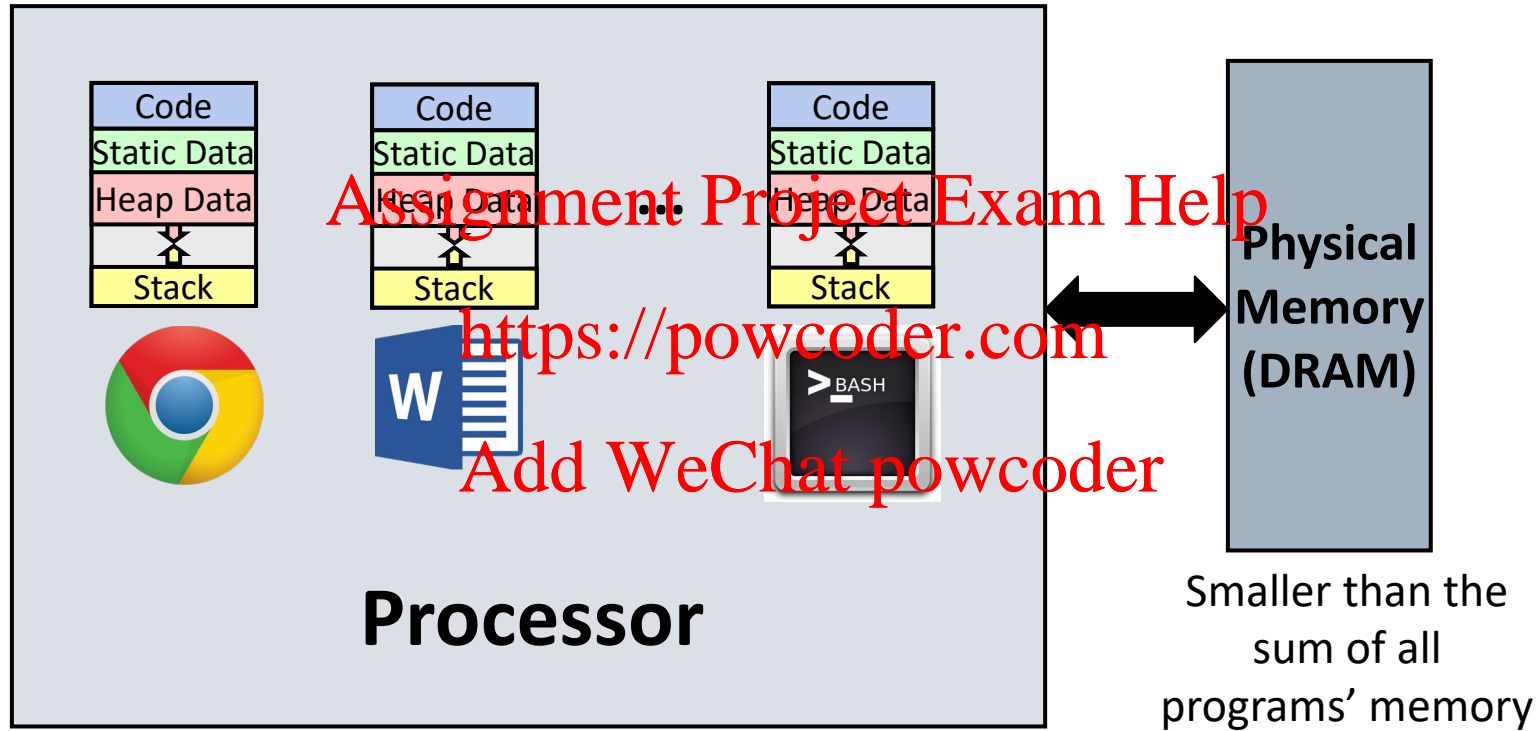 Code
Static Data
Heap Data
Stack
Code
Static Data
Heap Data
Stack
...
Code
Static Data
Heap Data
Stack
Assignment Project Exam Help
https://powcoder.com
Add WeChat powcoder
W
>_BASH
Processor
Physical
Memory
(DRAM)
Smaller than the
sum of all
programs’ memory